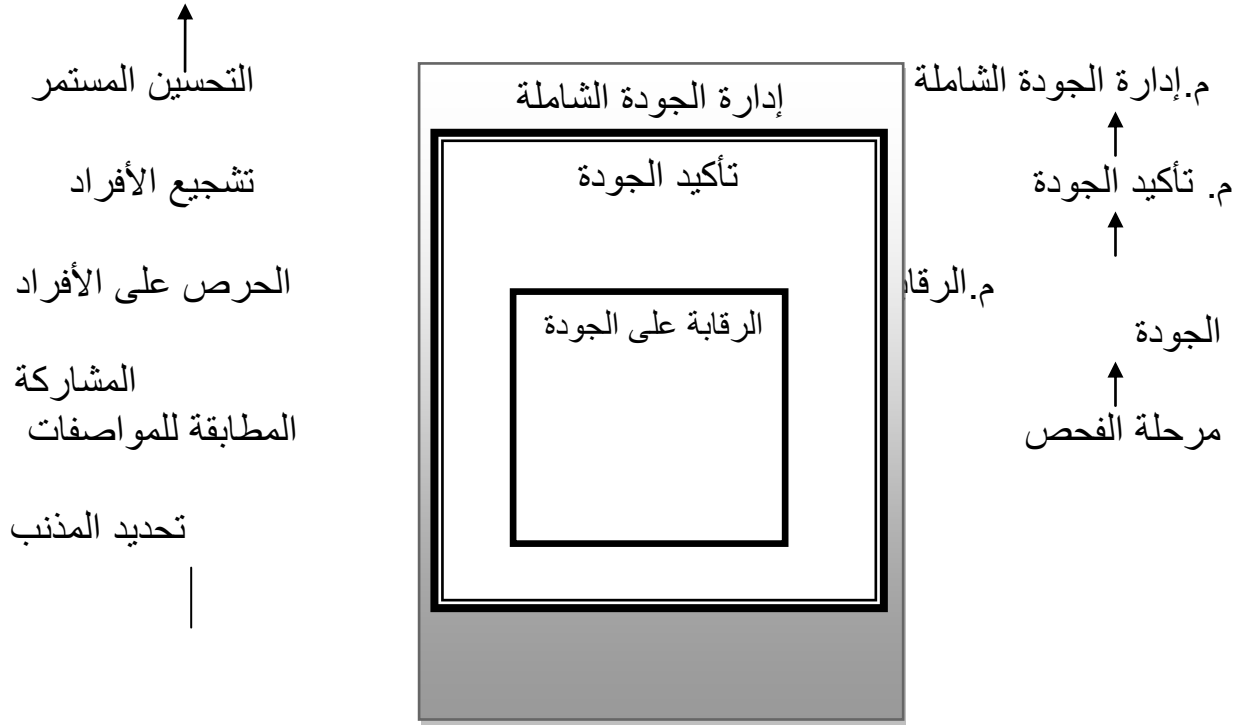 م.إدارة الجودة الشاملة
م. تأكيد الجودة
م.الرقا
الجودة
مرحلة الفحص
إدارة الجودة الشاملة
تأكيد الجودة
الرقابة على الجودة
التحسين المستمر
تشجيع الأفراد
الحرص على الأفراد
المشاركة
المطابقة للمواصفات
تحديد المذنب